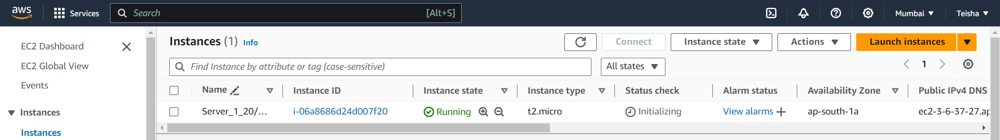 aws Services Search [Alt+S] Mumbai Teisha
EC2 Dashboard
EC2 Global View
Events
Instances
Instances
Instances (1) Info Connect Instance state Actions Launch instances
Find Instance by attribute or tag (case-sensitive) All states 1
Name Instance ID Instance state Instance type Status check Alarm status Availability Zone Public IPv4 DNS
Server_1_20/... i-06a8686d24d007f20 Running t2.micro Initializing View alarms + ap-south-1a ec2-3-6-37-27.ap